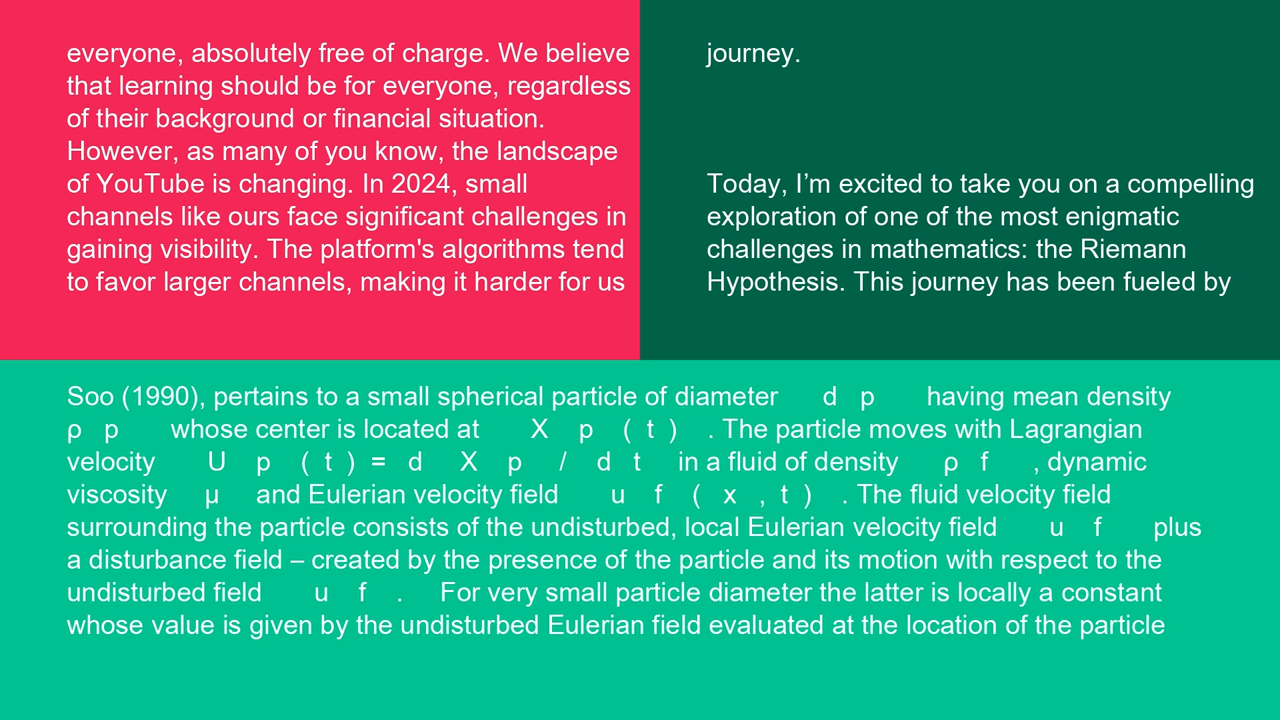 everyone, absolutely free of charge. We believe
that learning should be for everyone, regardless
of their background or financial situation.
However, as many of you know, the landscape
of YouTube is changing. In 2024, small
channels like ours face significant challenges in
gaining visibility. The platform's algorithms tend
to favor larger channels, making it harder for us
journey.
Today, I’m excited to take you on a compelling
exploration of one of the most enigmatic
challenges in mathematics: the Riemann
Hypothesis. This journey has been fueled by
Soo (1990), pertains to a small spherical particle of diameter d p having mean density
ρ p whose center is located at X p ( t ) . The particle moves with Lagrangian
velocity U p ( t ) = d X p / d t in a fluid of density ρ f , dynamic
viscosity μ and Eulerian velocity field u f ( x , t ) . The fluid velocity field
surrounding the particle consists of the undisturbed, local Eulerian velocity field u f plus
a disturbance field – created by the presence of the particle and its motion with respect to the
undisturbed field u f . For very small particle diameter the latter is locally a constant
whose value is given by the undisturbed Eulerian field evaluated at the location of the particle